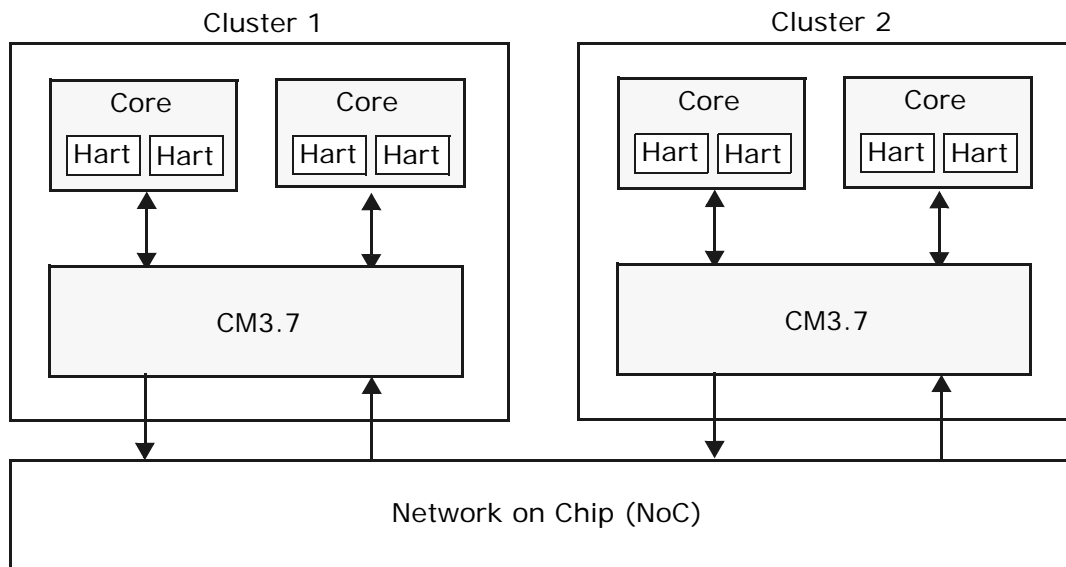 Cluster 1
Cluster 2
Core
Core
Core
Core
Hart Hart
Hart Hart
Hart Hart
Hart Hart
CM3.7
CM3.7
Network on Chip (NoC)